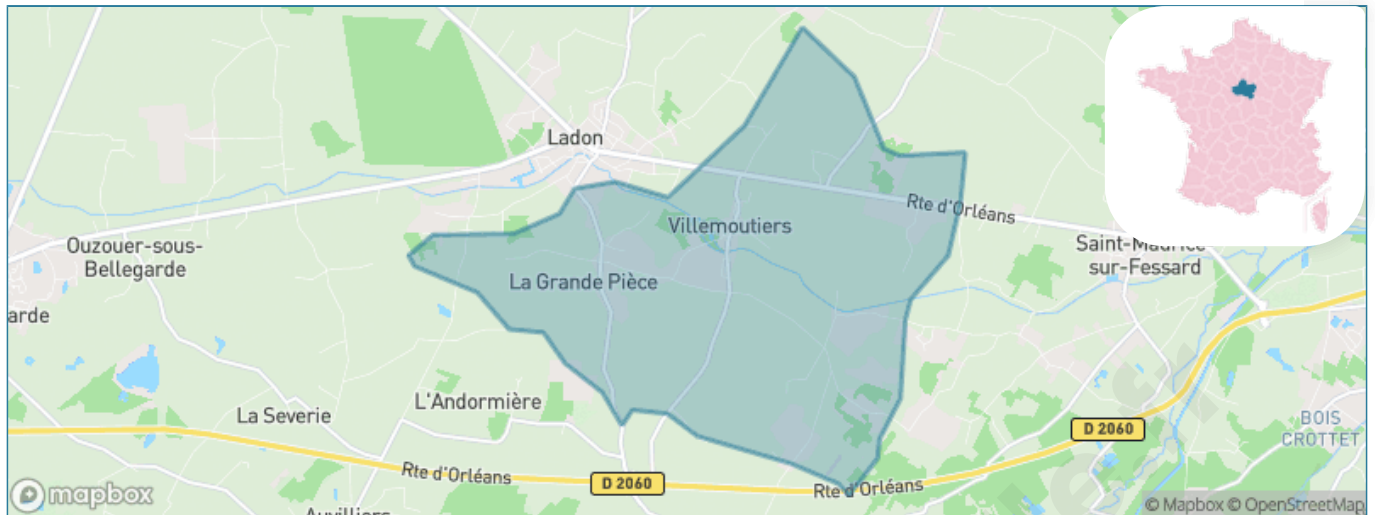 Ladon
Rte d'Orléans
Villemoutiers
Ouzouer-sous-
Bellegarde
Saint-Maurice-
sur-Fessard
La Grande Pièce
arde
L'Andormière
La Severie
D 2060
BOIS
CROTTET
Rte d'Orléans
D 2060
Rte d'Orléans
mapbox
© Mapbox © OpenStreetMap